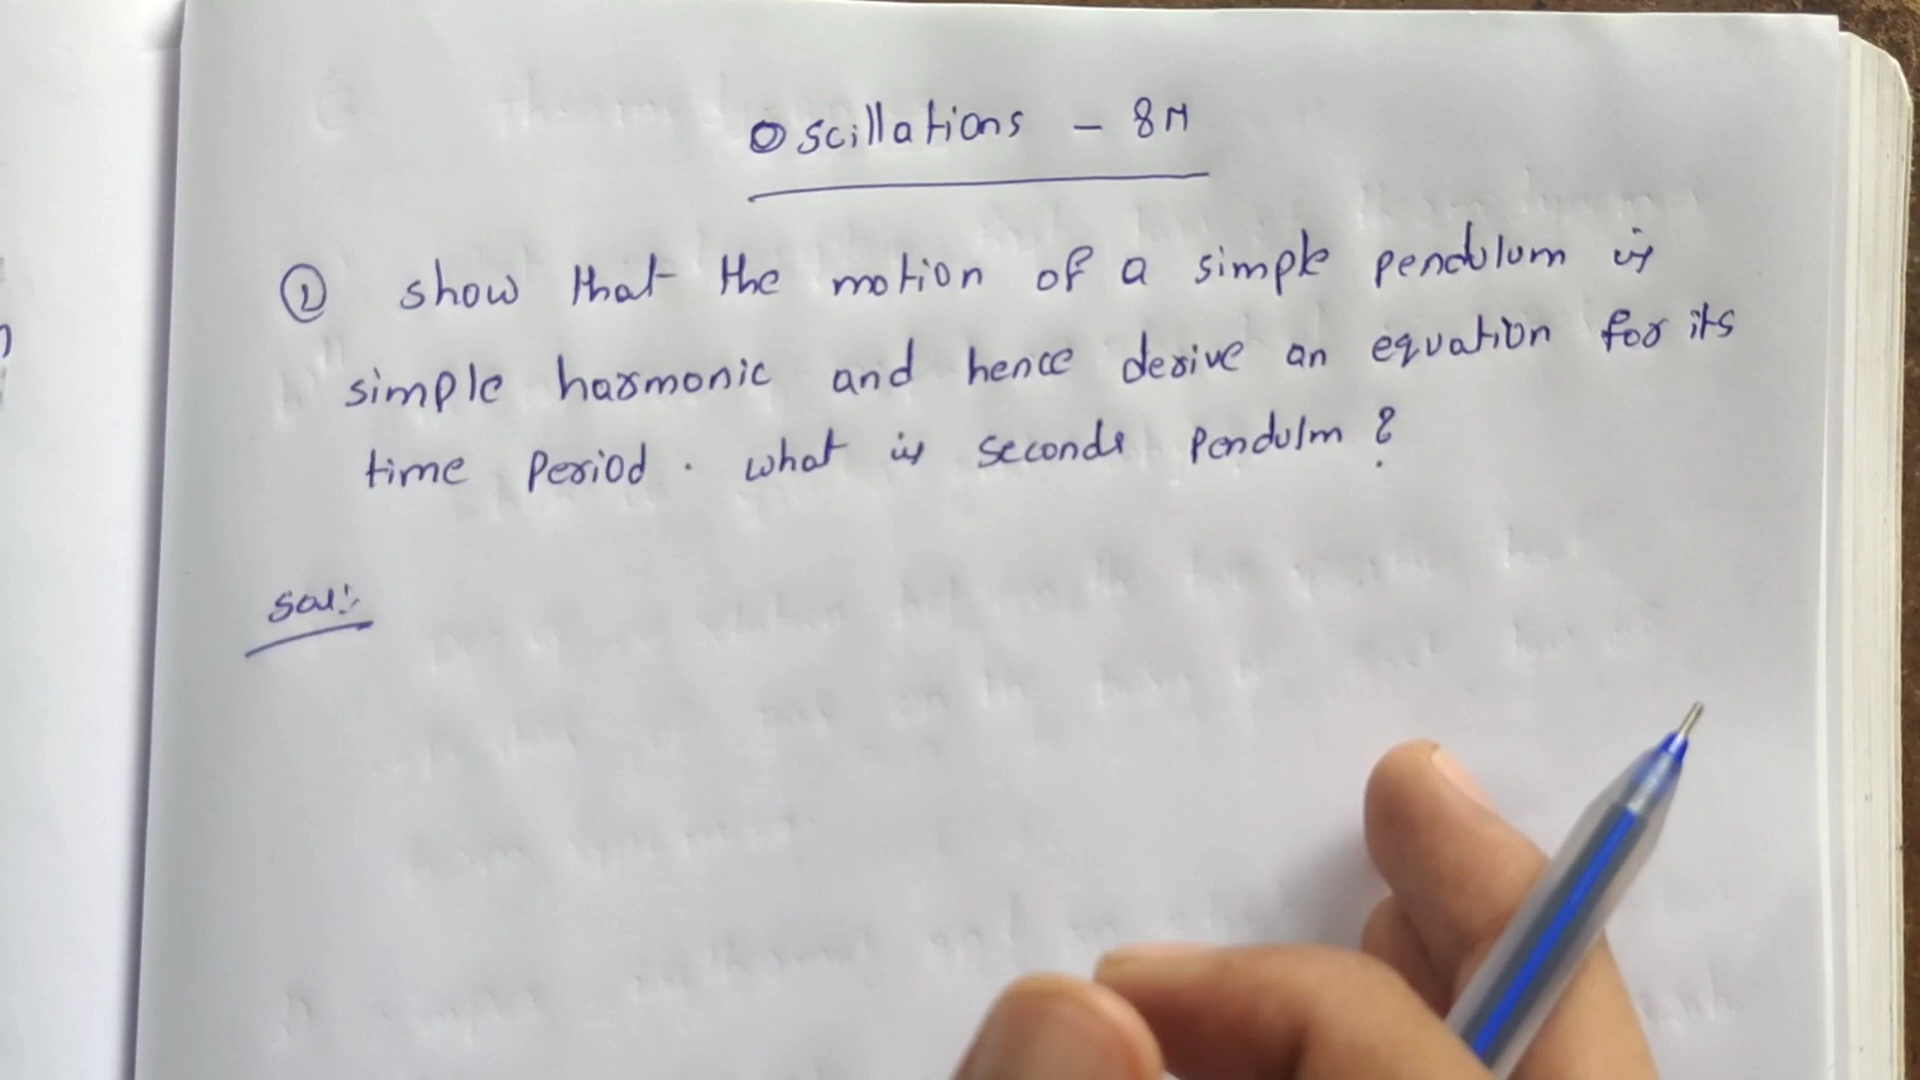 Oscillations - 8M
① show that the motion of a simple pendulum is
simple harmonic and hence derive an equation for its
time period. what is seconds pendulm?
Sol: